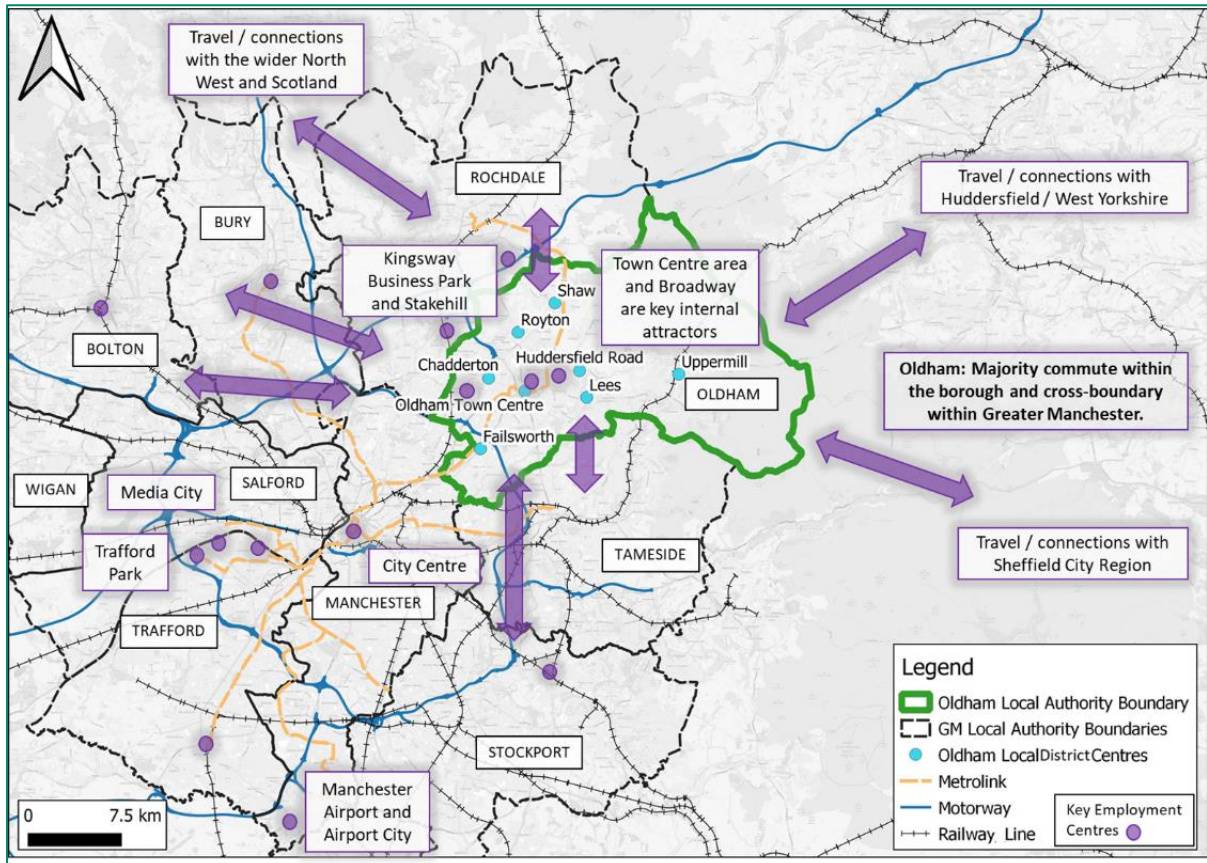 Travel / connections
with the wider North
West and Scotland
ROCHDALE
Travel / connections with
Huddersfield / West Yorkshire
BURY
Kingsway
Business Park
and Stakehill
Town Centre area
and Broadway
are key internal
attractors
Shaw
Royton
BOLTON
Chadderton
Huddersfield Road
Uppermill
Lees
OLDHAM
Oldham Town Centre
Oldham: Majority commute within
the borough and cross-boundary
within Greater Manchester.
Failsworth
WIGAN
Media City
SALFORD
Trafford
Park
City Centre
TAMESIDE
Travel / connections with
Sheffield City Region
MANCHESTER
TRAFFORD
STOCKPORT
Manchester
Airport and
Airport City
0 7.5 km
Legend
Oldham Local Authority Boundary
GM Local Authority Boundaries
Oldham Local District Centres
Metrolink
Motorway
Railway Line
Key Employment
Centres